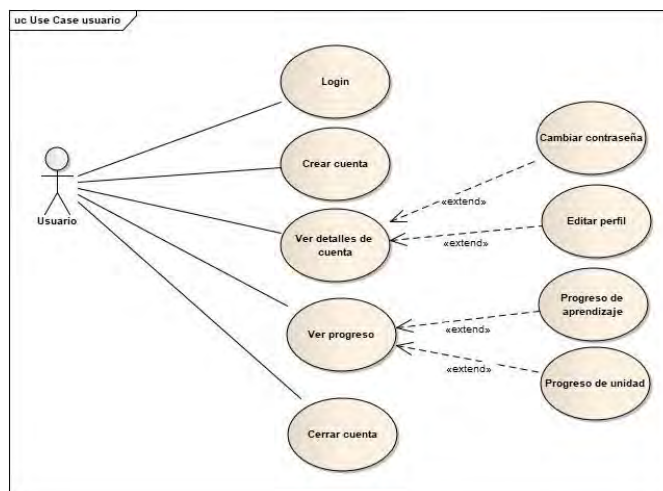 uc Use Case usuario
Login
Crear cuenta
Cambiar contraseña
«extend»
Usuario
Ver detalles de
cuenta
Editar perfil
«extend»
Progreso de
aprendizaje
Ver progreso
«extend»
«extend»
Progreso de unidad
Cerrar cuenta